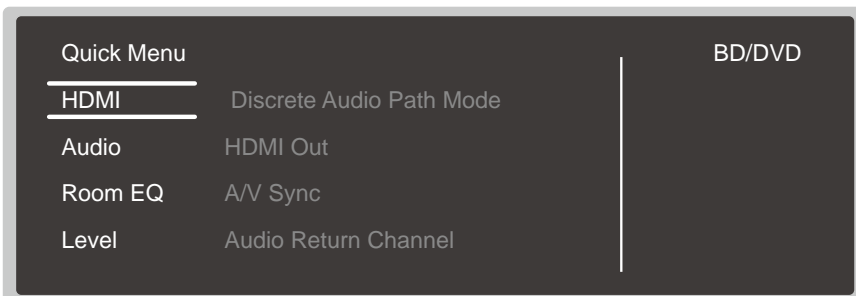 Quick Menu BD/DVD
HDMI Discrete Audio Path Mode
Audio HDMI Out
Room EQ A/V Sync
Level Audio Return Channel